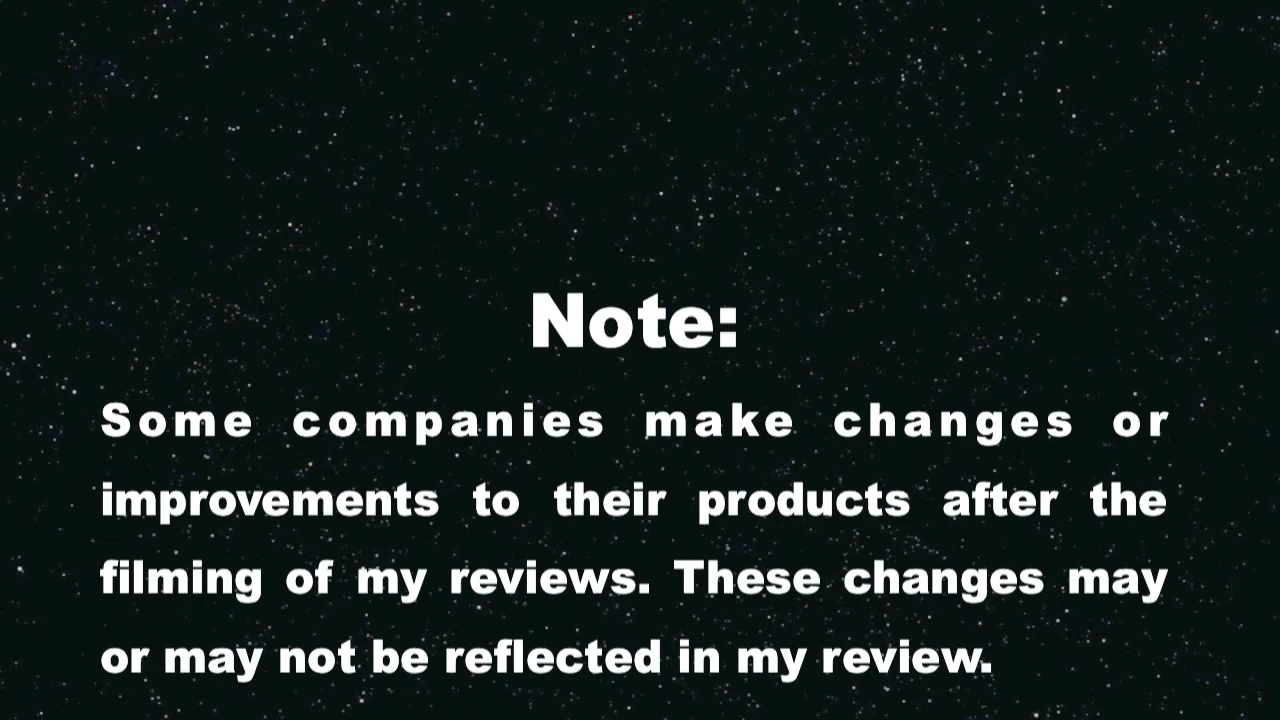 Note:
Some companies make changes or
improvements to their products after the
filming of my reviews. These changes may
or may not be reflected in my review.